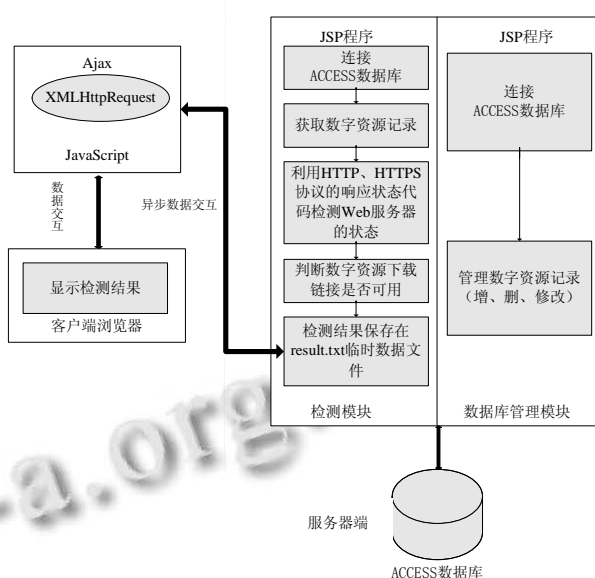 Ajax
XMLHttpRequest
JavaScript
数据交互
异步数据交互
显示检测结果
客户端浏览器
JSP程序
连接
ACCESS数据库
获取数字资源记录
利用HTTP、HTTPS
协议的响应状态代
码检测Web服务器
的状态
判断数字资源下载
链接是否可用
检测结果保存在
result.txt临时数据文
件
检测模块
JSP程序
连接
ACCESS数据库
管理数字资源记录
（增、删、修改）
数据库管理模块
服务器端
ACCESS数据库
-a.org